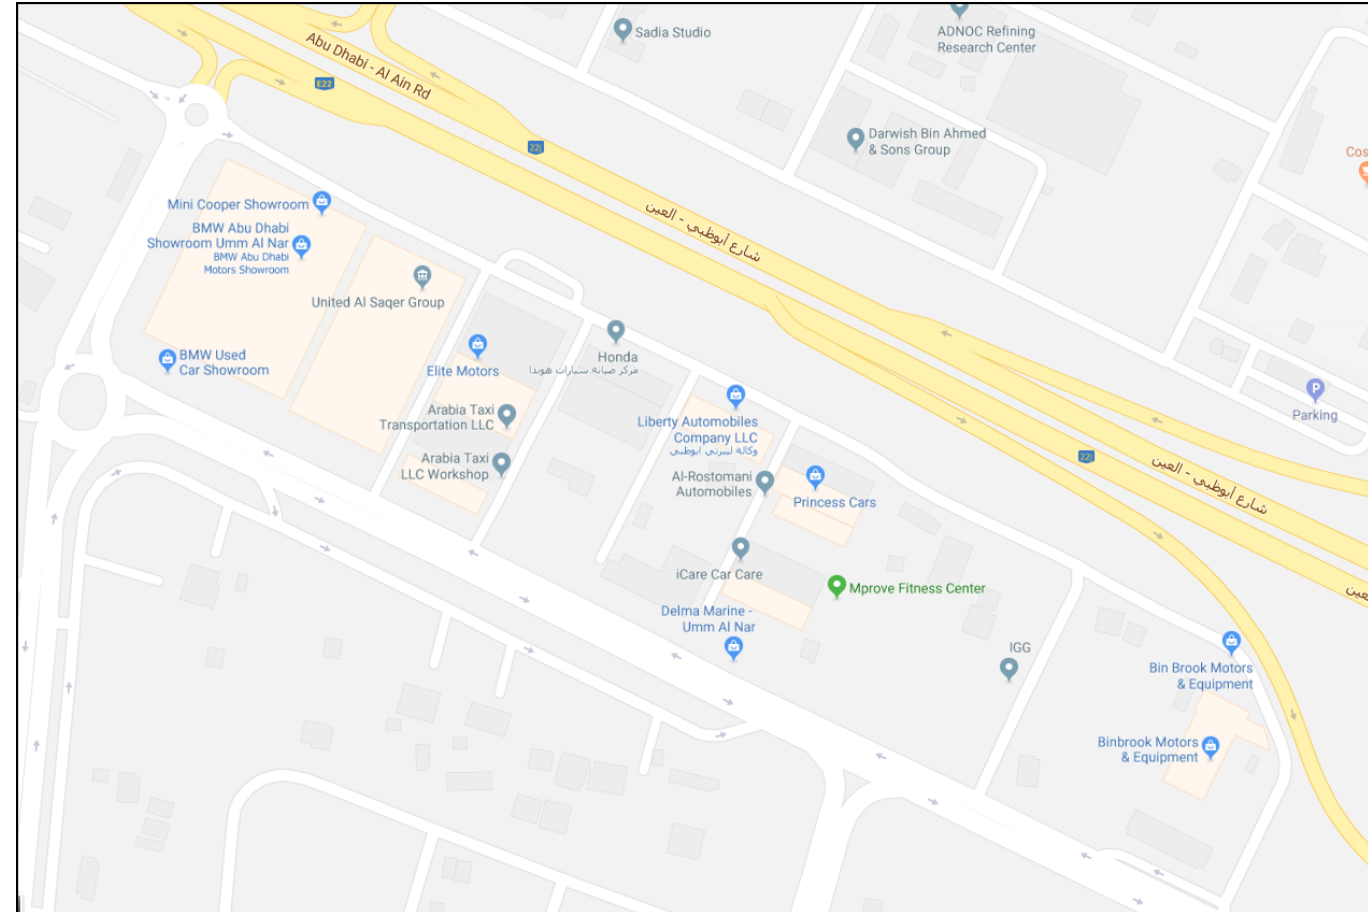 Sadia Studio
ADNOC Refining
Research Center
Abu Dhabi - Al Ain Rd
E22
22
Darwish Bin Ahmed
& Sons Group
Cos
Mini Cooper Showroom
BMW Abu Dhabi
Showroom Umm Al Nar
BMW Abu Dhabi
Motors Showroom
شارع أبوظبي - العين
United Al Saqer Group
BMW Used
Car Showroom
Elite Motors
Honda
مركز صيانة سيارات هوندا
Parking
P
Arabia Taxi
Transportation LLC
Liberty Automobiles
Company LLC
وكالة ليبرتي ابوظبي
Arabia Taxi
LLC Workshop
Al-Rostomani
Automobiles
Princess Cars
22
شارع أبوظبي - العين
iCare Car Care
Mprove Fitness Center
Delma Marine -
Umm Al Nar
IGG
Bin Brook Motors
& Equipment
Binbrook Motors
& Equipment